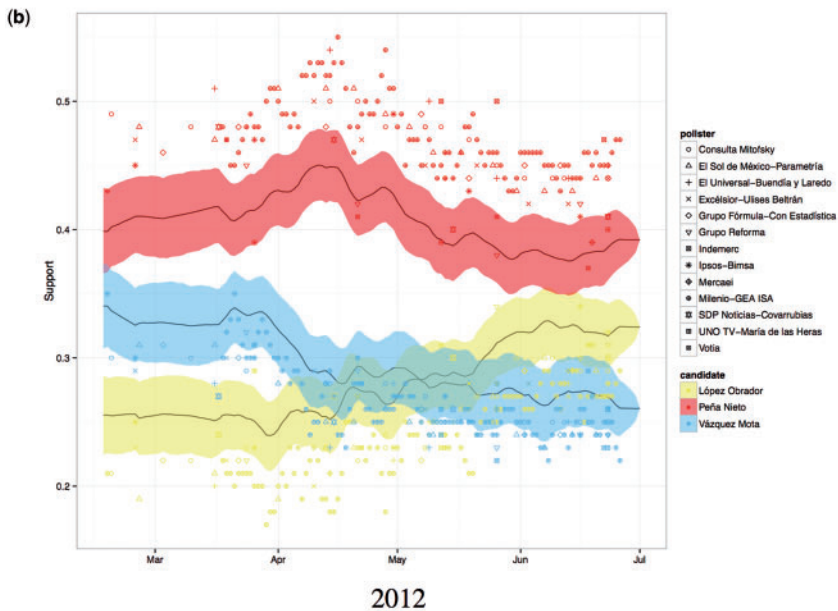 (b)
0.5
0.4
0.3
0.2
Support
Mar
Apr
May
Jun
Jul
2012
pollster
Consulta Mitofsky
El Sol de México–Parametría
El Universal–Buendía y Laredo
Excélsior–Ulises Beltrán
Grupo Fórmula–Con Estadística
Grupo Reforma
Indemerc
Ipsos–Bimsa
Mercaei
Milenio–GEA ISA
SDP Noticias–Covarrubias
UNO TV–María de las Heras
Votia
candidate
López Obrador
Peña Nieto
Vázquez Mota